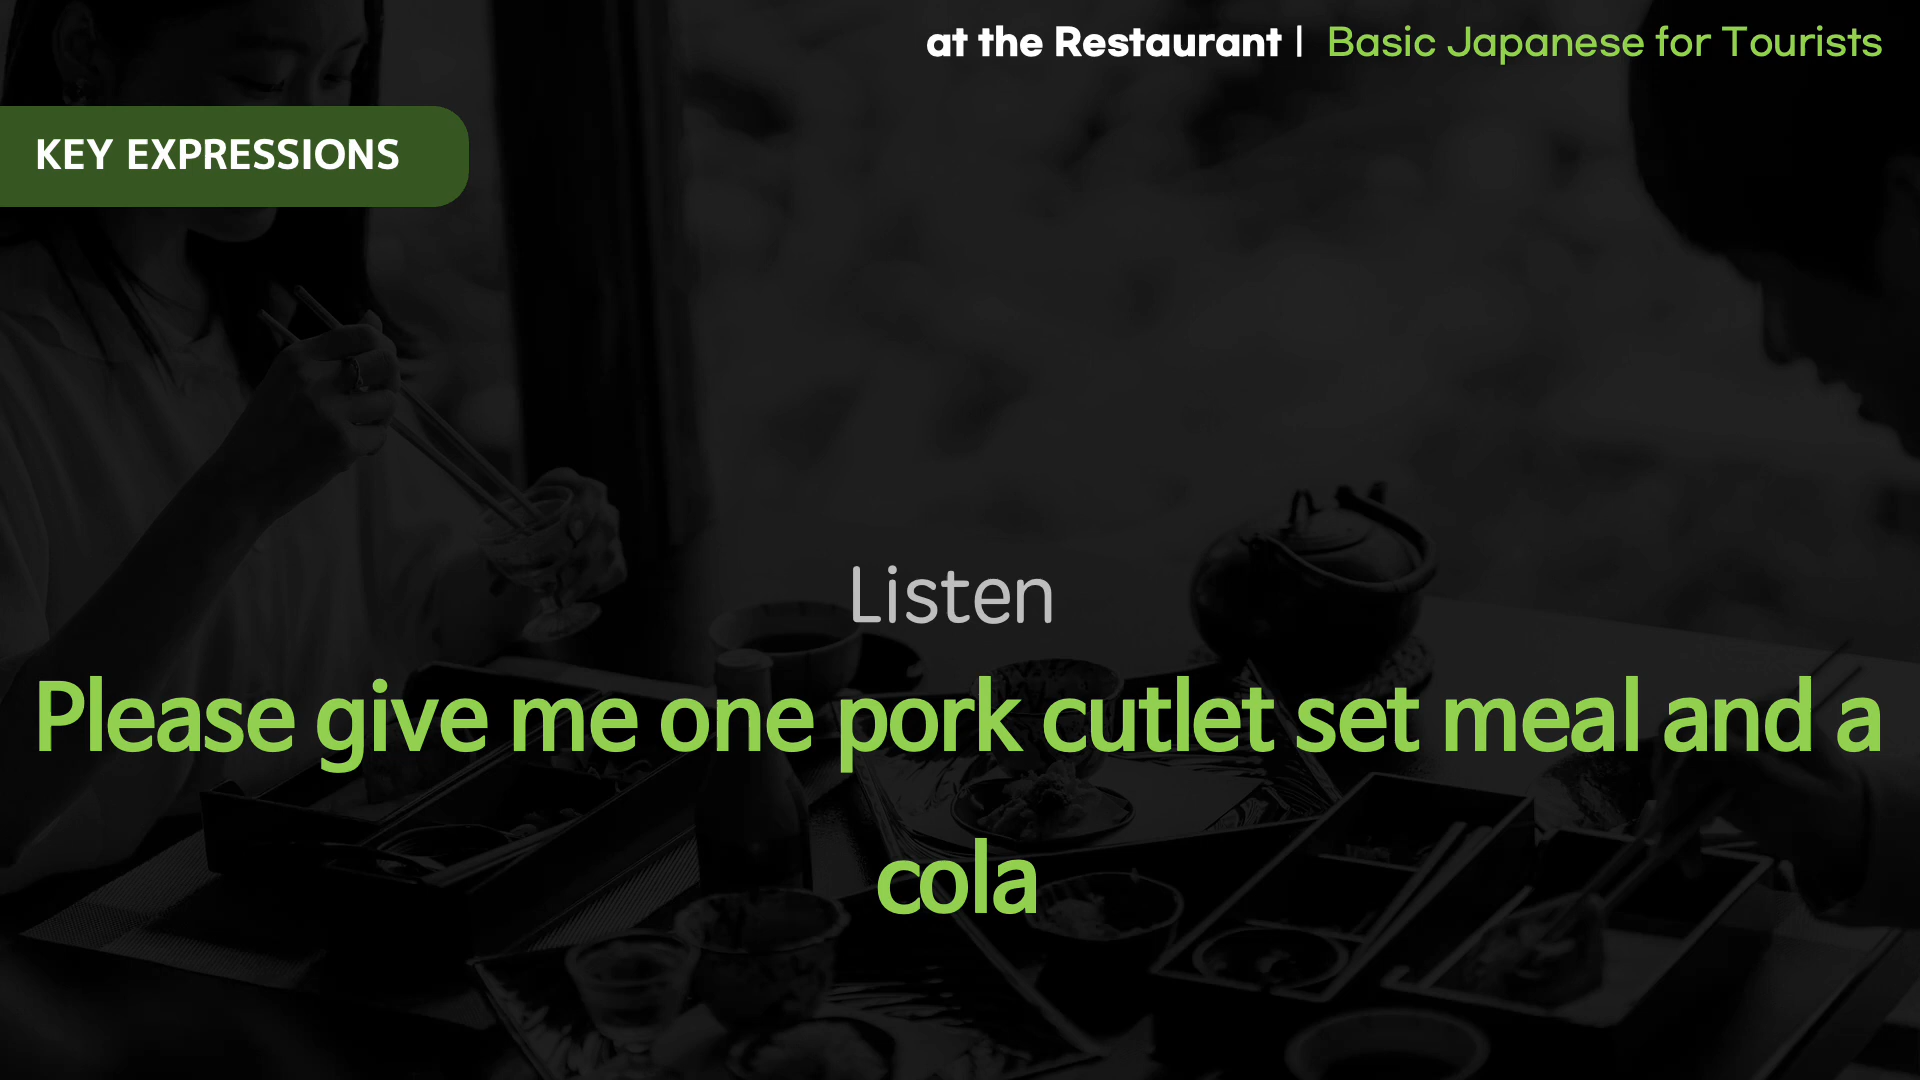 at the Restaurant | Basic Japanese for Tourists
KEY EXPRESSIONS
Listen
Please give me one pork cutlet set meal and a
cola